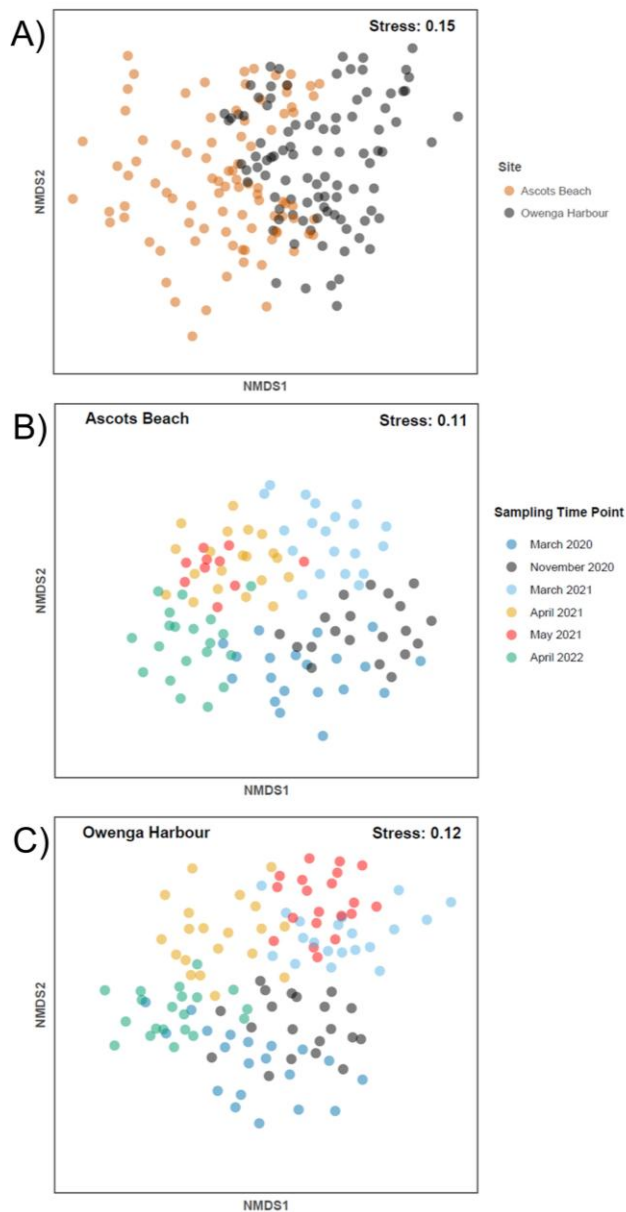 A)
Stress: 0.15
NMDS2
NMDS1
Site
Ascots Beach
Owenga Harbour
B)
Ascots Beach
Stress: 0.11
NMDS2
NMDS1
Sampling Time Point
March 2020
November 2020
March 2021
April 2021
May 2021
April 2022
C)
Owenga Harbour
Stress: 0.12
NMDS2
NMDS1